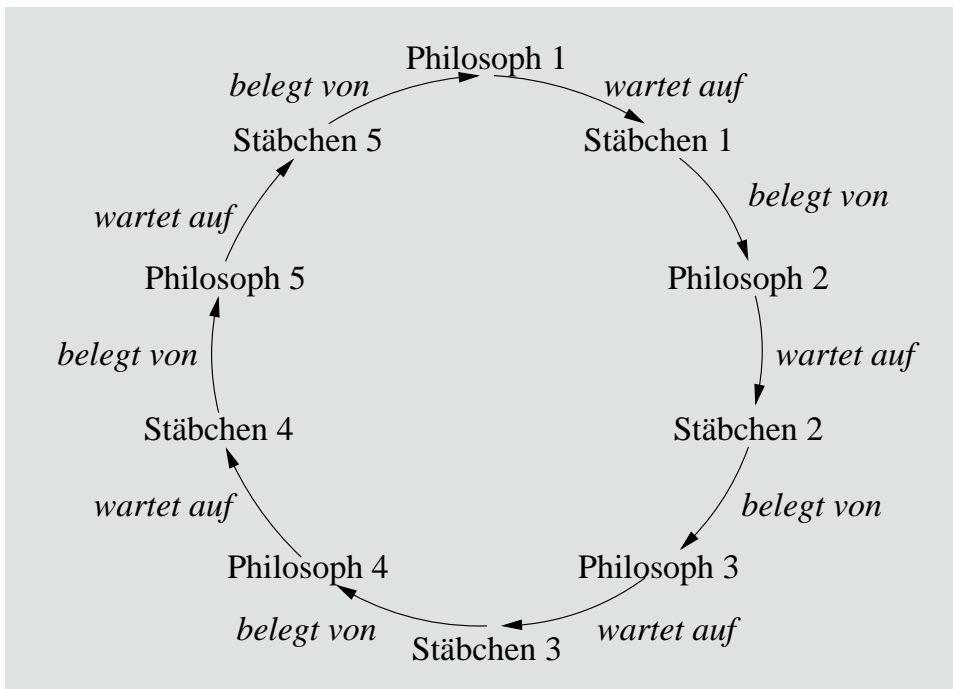 Philosoph 1
belegt von
wartet auf
Stäbchen 5
Stäbchen 1
belegt von
wartet auf
Philosoph 5
Philosoph 2
belegt von
wartet auf
Stäbchen 4
Stäbchen 2
wartet auf
belegt von
Philosoph 4
Philosoph 3
belegt von
wartet auf
Stäbchen 3